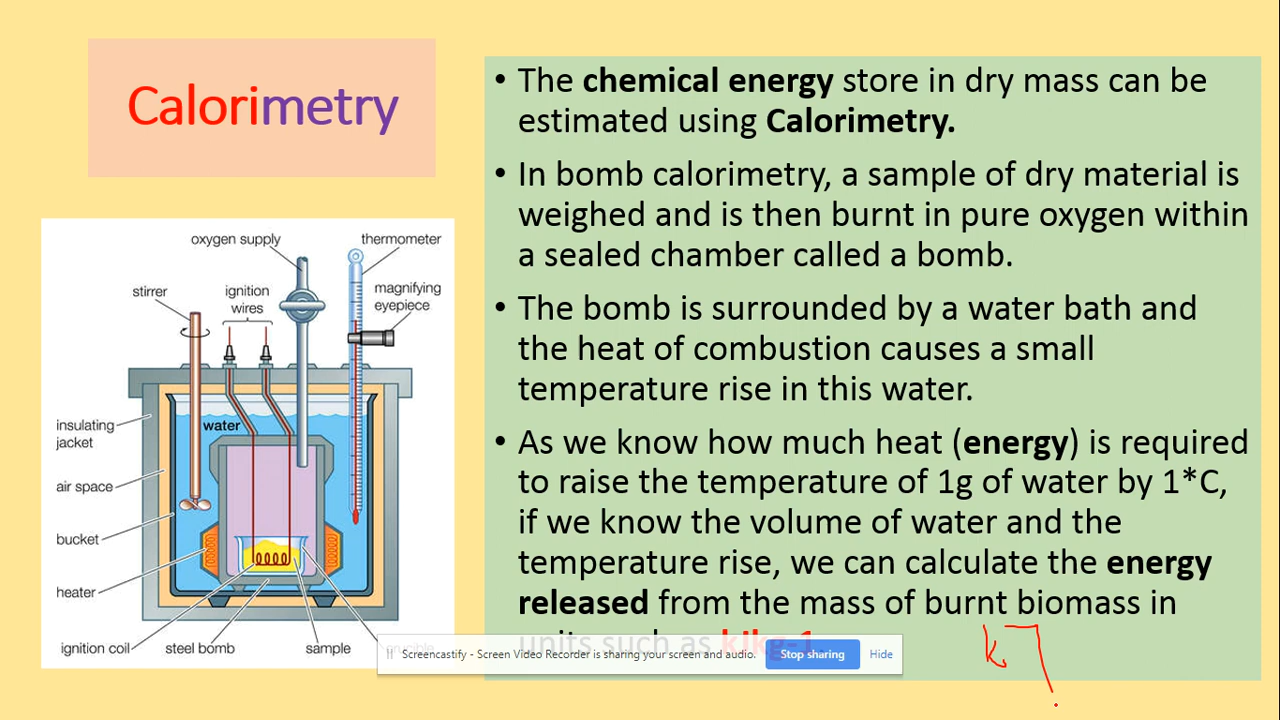 Calorimetry
• The chemical energy store in dry mass can be
estimated using Calorimetry.
• In bomb calorimetry, a sample of dry material is
weighed and is then burnt in pure oxygen within
a sealed chamber called a bomb.
• The bomb is surrounded by a water bath and
the heat of combustion causes a small
temperature rise in this water.
• As we know how much heat (energy) is required
to raise the temperature of 1g of water by 1*C,
if we know the volume of water and the
temperature rise, we can calculate the energy
released from the mass of burnt biomass in
units such as kJkg-1.
oxygen supply
thermometer
stirrer
ignition
wires
magnifying
eyepiece
water
insulating
jacket
air space
bucket
heater
ignition coil
steel bomb
sample
crucible
Screencastify - Screen Video Recorder is sharing your screen and audio.
Stop sharing
Hide